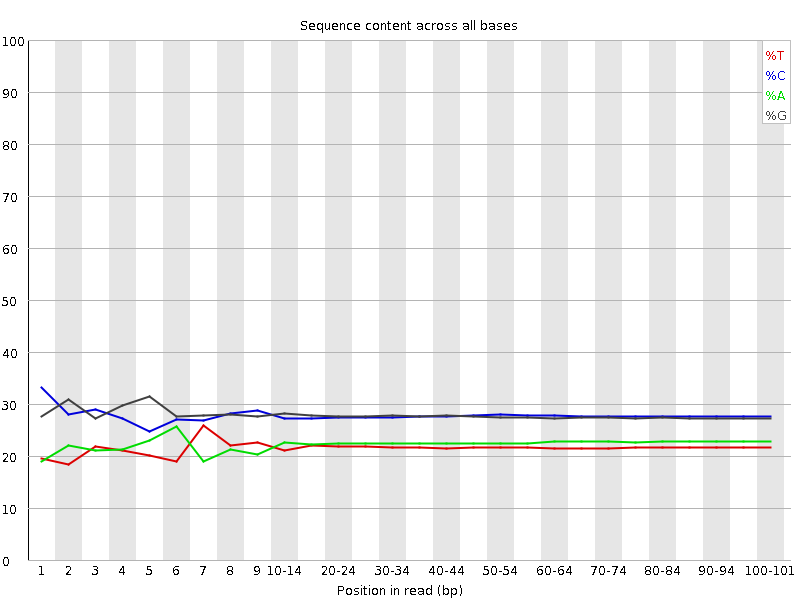 Sequence content across all bases
100
90
80
70
60
50
40
30
20
10
0
%T
%C
%A
%G
1 2 3 4 5 6 7 8 9 10-14 20-24 30-34 40-44 50-54 60-64 70-74 80-84 90-94 100-101
Position in read (bp)